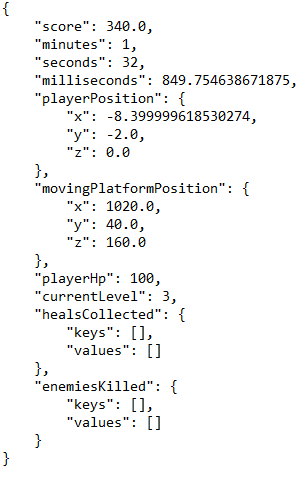 {
    "score": 340.0,
    "minutes": 1,
    "seconds": 32,
    "milliseconds": 849.754638671875,
    "playerPosition": {
        "x": -8.399999618530274,
        "y": -2.0,
        "z": 0.0
    },
    "movingPlatformPosition": {
        "x": 1020.0,
        "y": 40.0,
        "z": 160.0
    },
    "playerHp": 100,
    "currentLevel": 3,
    "healsCollected": {
        "keys": [],
        "values": []
    },
    "enemiesKilled": {
        "keys": [],
        "values": []
    }
}